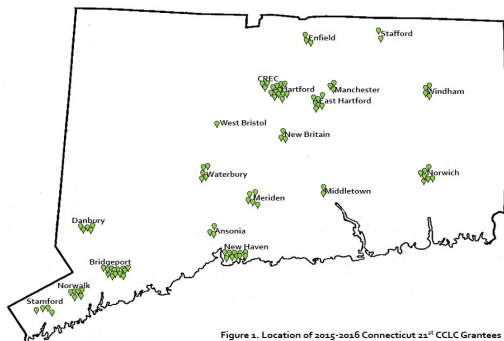 Enfield
Stafford
CREC
Hartford
Manchester
East Hartford
Windham
West Bristol
New Britain
Waterbury
Norwich
Meriden
Middletown
Danbury
Ansonia
New Haven
Bridgeport
Norwalk
Stamford
Figure 1. Location of 2015-2016 Connecticut 21st CCLC Grantees